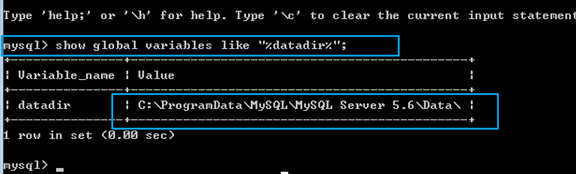 Type 'help;' or '\h' for help. Type '\c' to clear the current input statement
mysql> show global variables like "%datadir%";
+---------------+---------------------------------------------+
| Variable_name | Value                                       |
+---------------+---------------------------------------------+
| datadir       | C:\ProgramData\MySQL\MySQL Server 5.6\Data\ |
+---------------+---------------------------------------------+
1 row in set (0.00 sec)
mysql> _